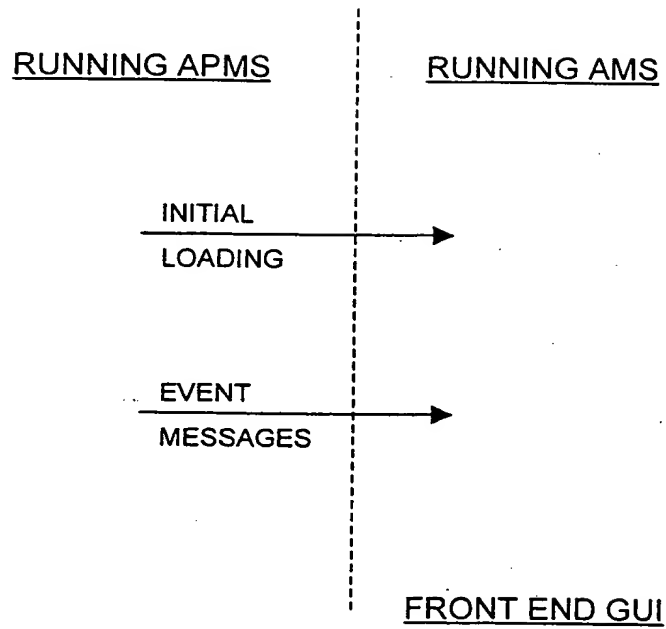 RUNNING APMS
RUNNING AMS
INITIAL
LOADING
EVENT
MESSAGES
FRONT END GUI